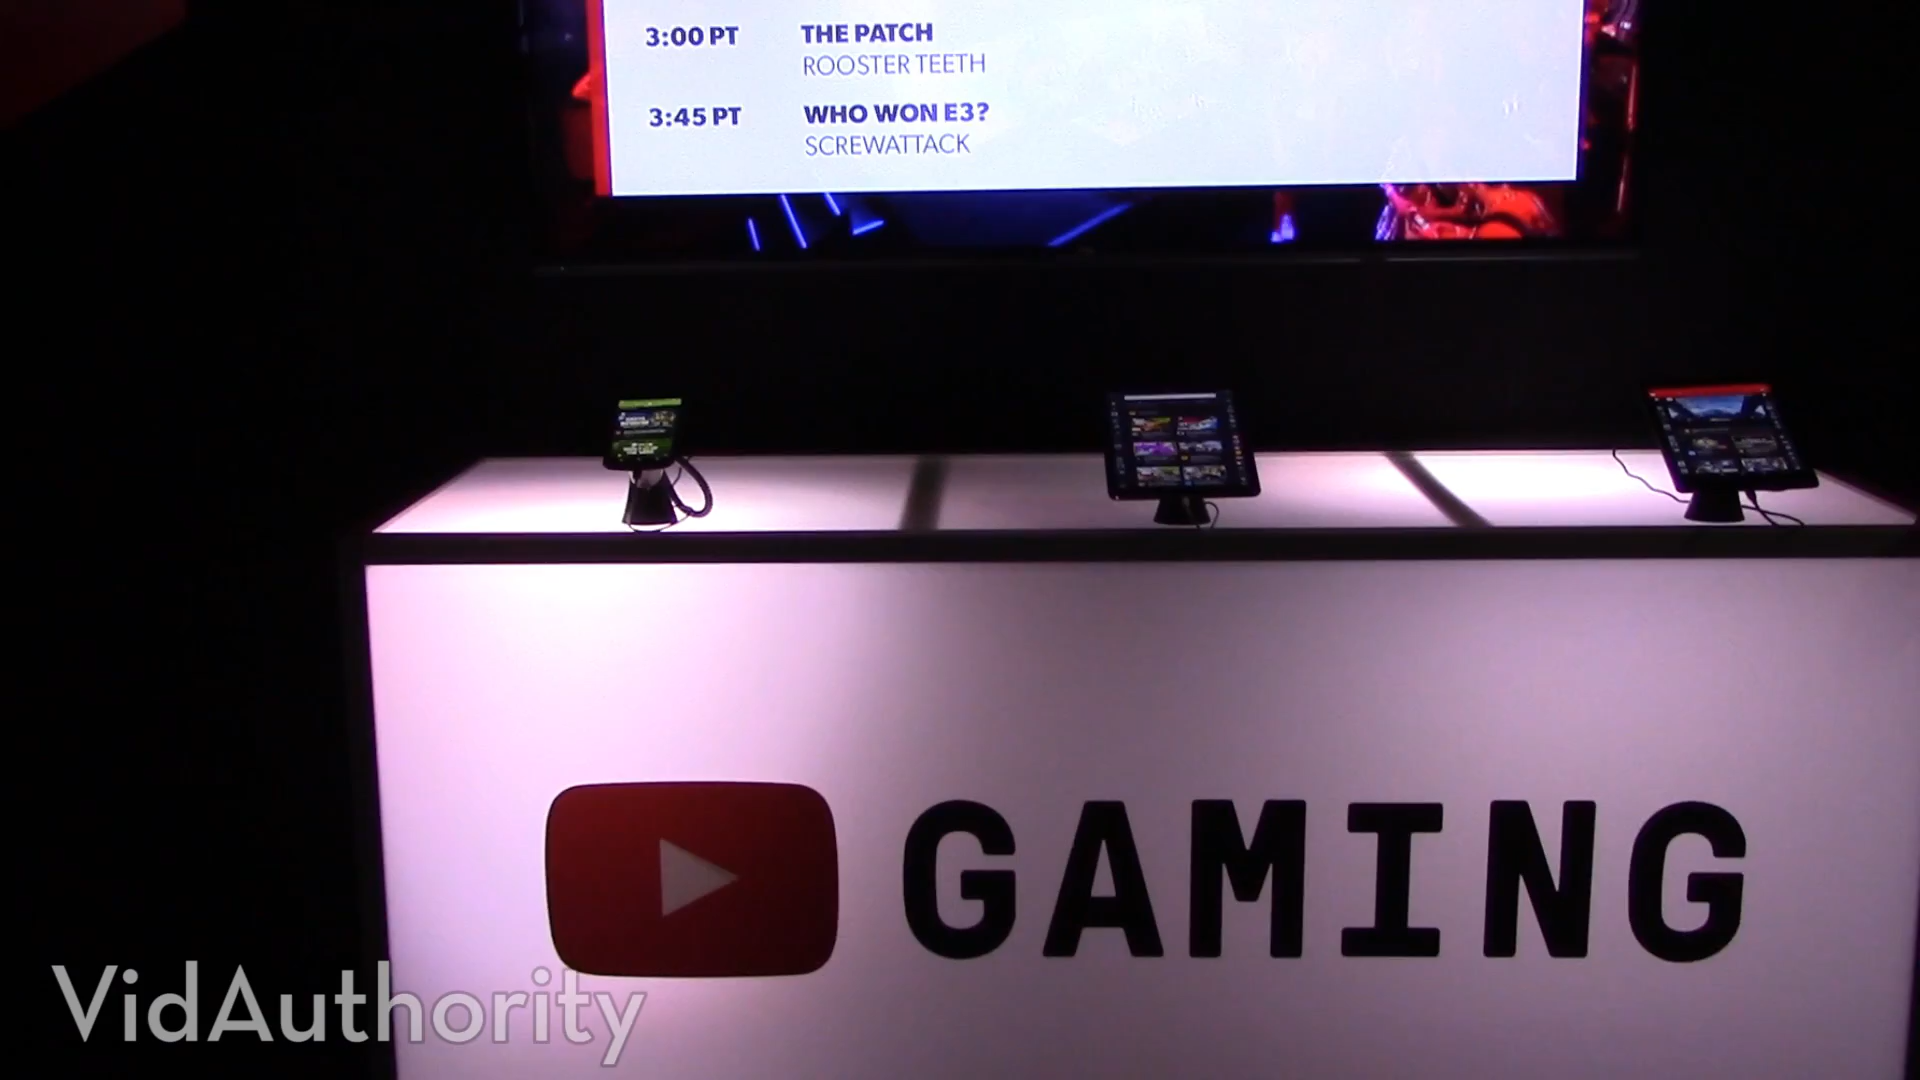 3:00 PT THE PATCH
ROOSTER TEETH
3:45 PT WHO WON E3?
SCREWATTACK
GAMING
VidAuthority